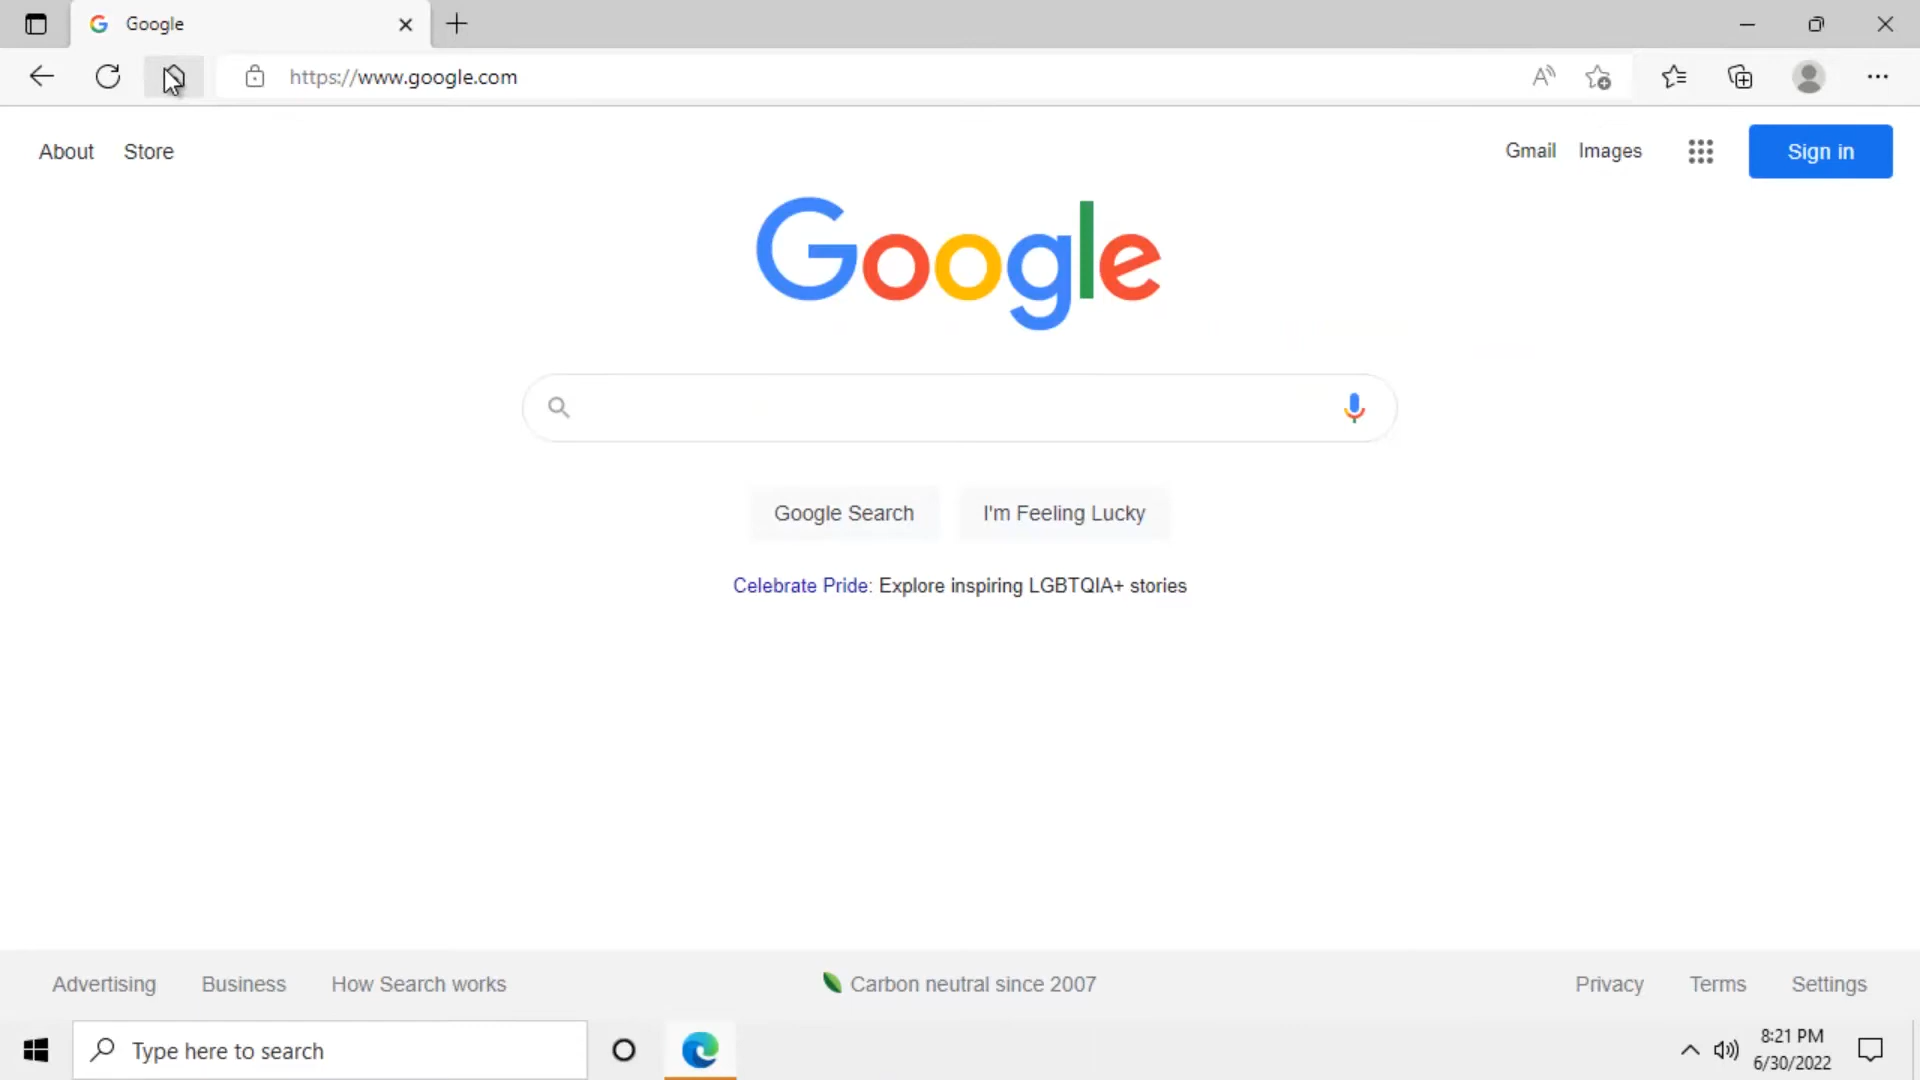 Google
https://www.google.com
About Store
Gmail Images
Sign in
Google
Google Search I'm Feeling Lucky
Celebrate Pride: Explore inspiring LGBTQIA+ stories
Advertising Business How Search works
Carbon neutral since 2007
Privacy Terms Settings
Type here to search
8:21 PM
6/30/2022